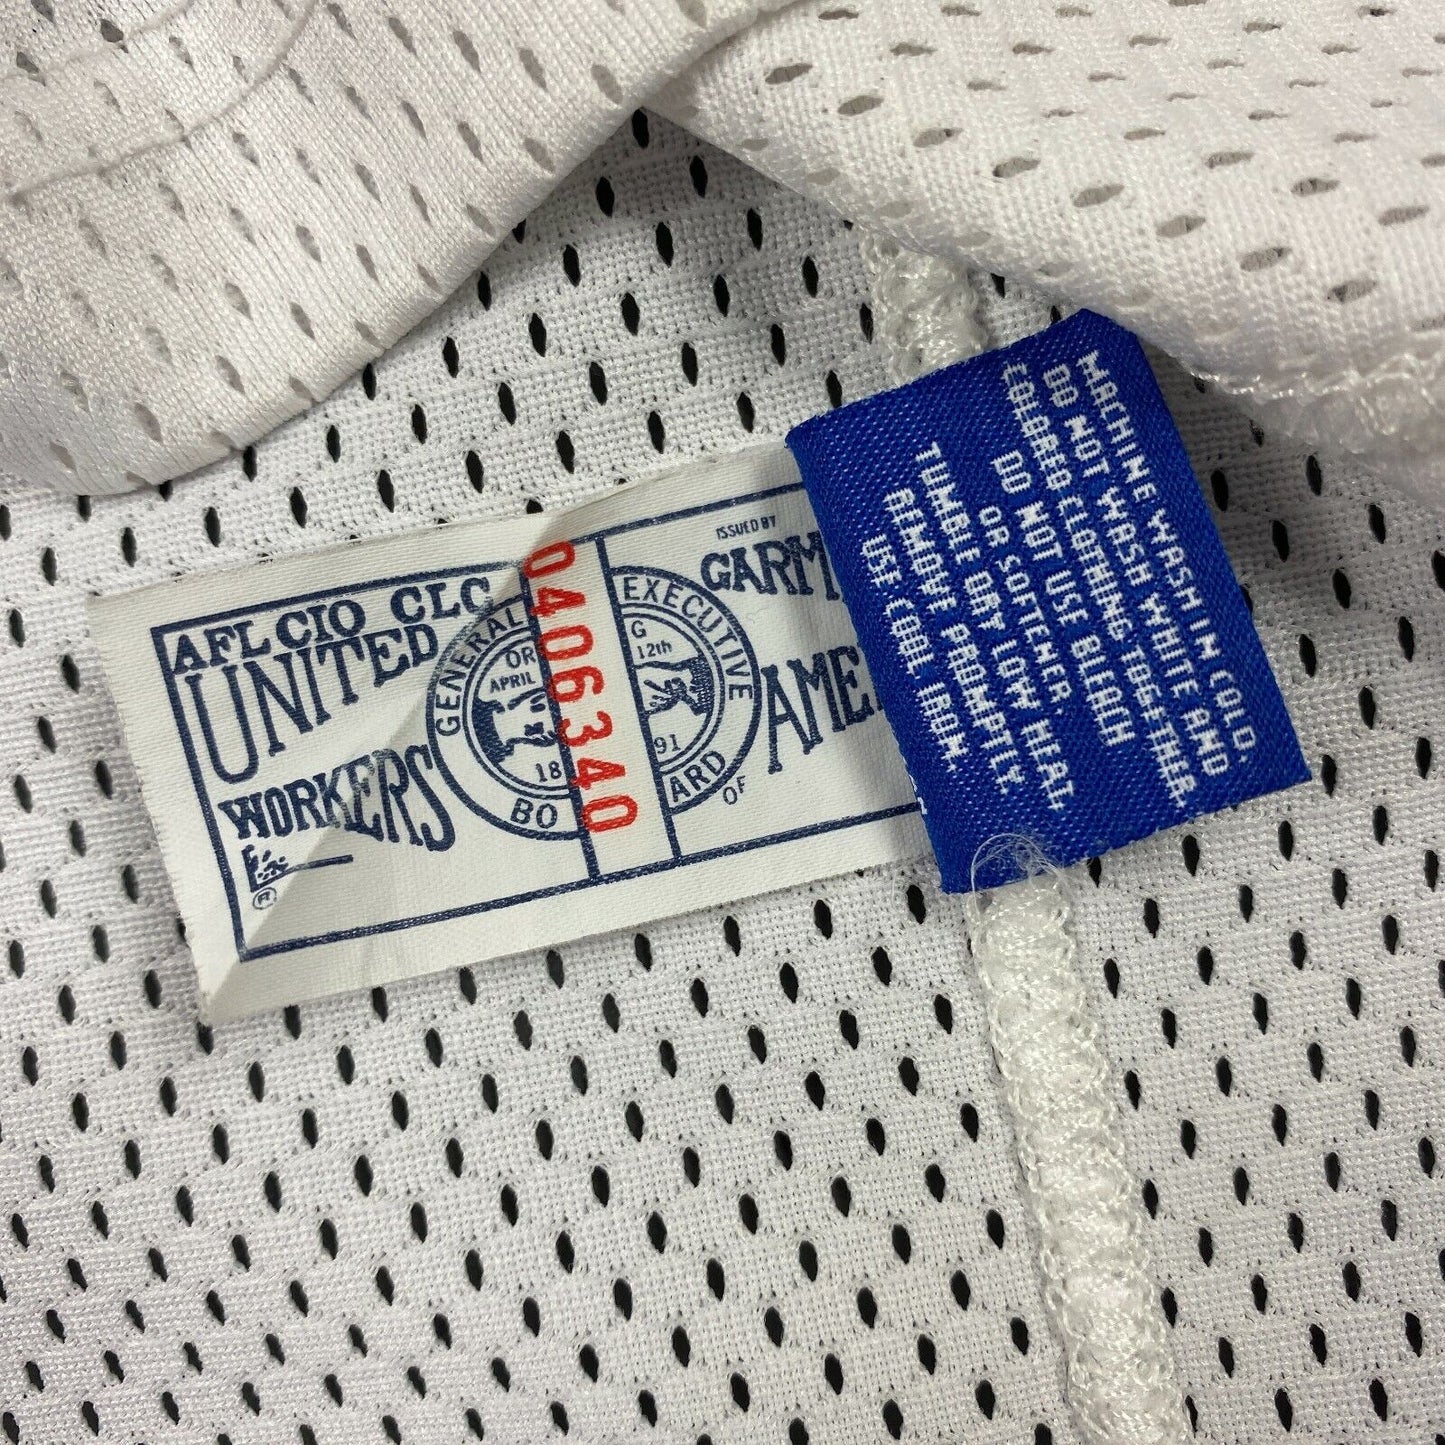 AFL CIO CLC
UNITED
WORKERS
®
GENERAL EXECUTIVE
BO ARD
OF
OR G
APRIL 12th
18 91
0406340
ISSUED BY
GARM
AME
MACHINE WASH IN COLD.
DO NOT WASH WHITE AND
COLORED CLOTHING TOGETHER.
DO NOT USE BLEACH
OR SOFTENER.
TUMBLE DRY LOW HEAT,
REMOVE PROMPTLY.
USE COOL IRON.